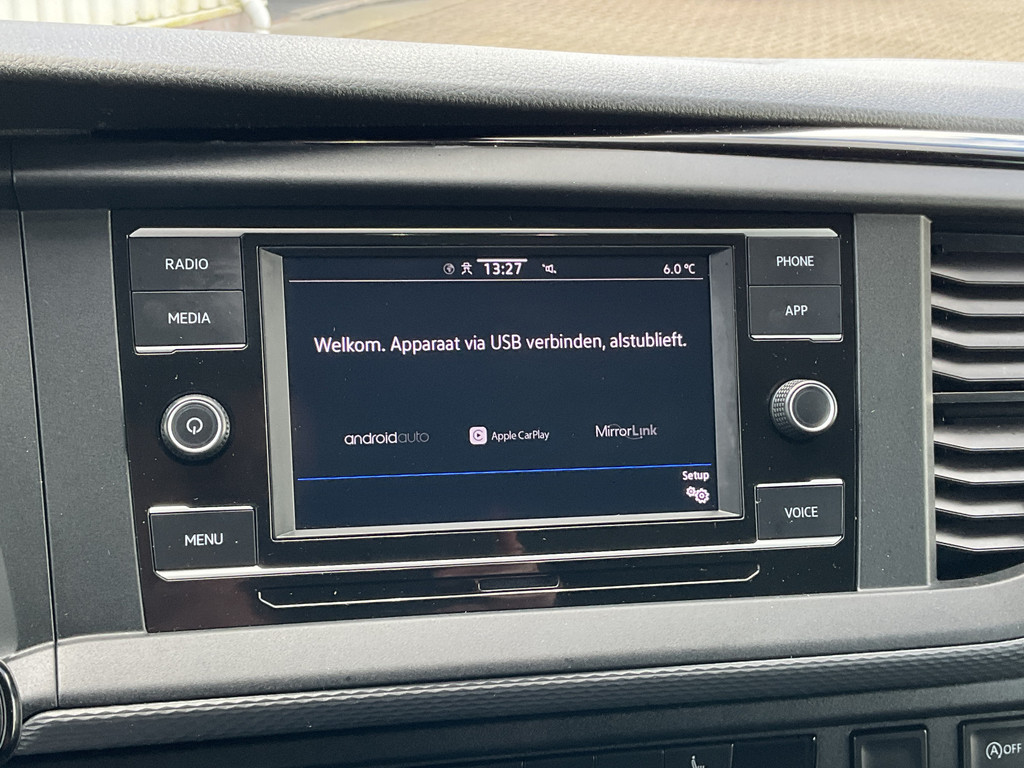 RADIO
MEDIA
MENU
13:27
6.0 °C
Welkom. Apparaat via USB verbinden, alstublieft.
androidauto
Apple CarPlay
MirrorLink
Setup
PHONE
APP
VOICE
A OFF